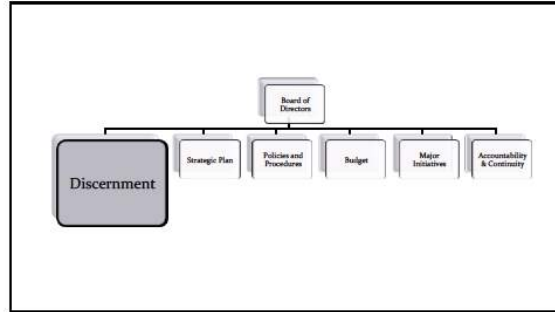 Board of
Directors
Discernment
Strategic Plan
Policies and
Procedures
Budget
Major
Initiatives
Accountability
& Continuity